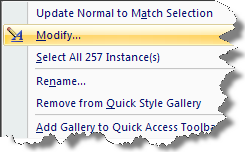 Update Normal to Match Selection
Modify...
Select All 257 Instance(s)
Rename...
Remove from Quick Style Gallery
Add Gallery to Quick Access Toolba